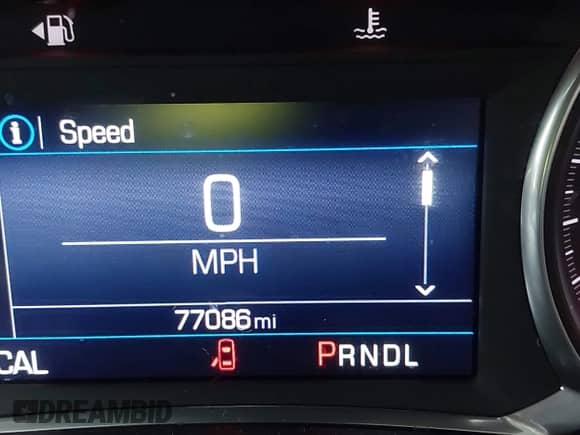 Speed
0
MPH
77086 mi
CAL
PRNDL
DREAMBID